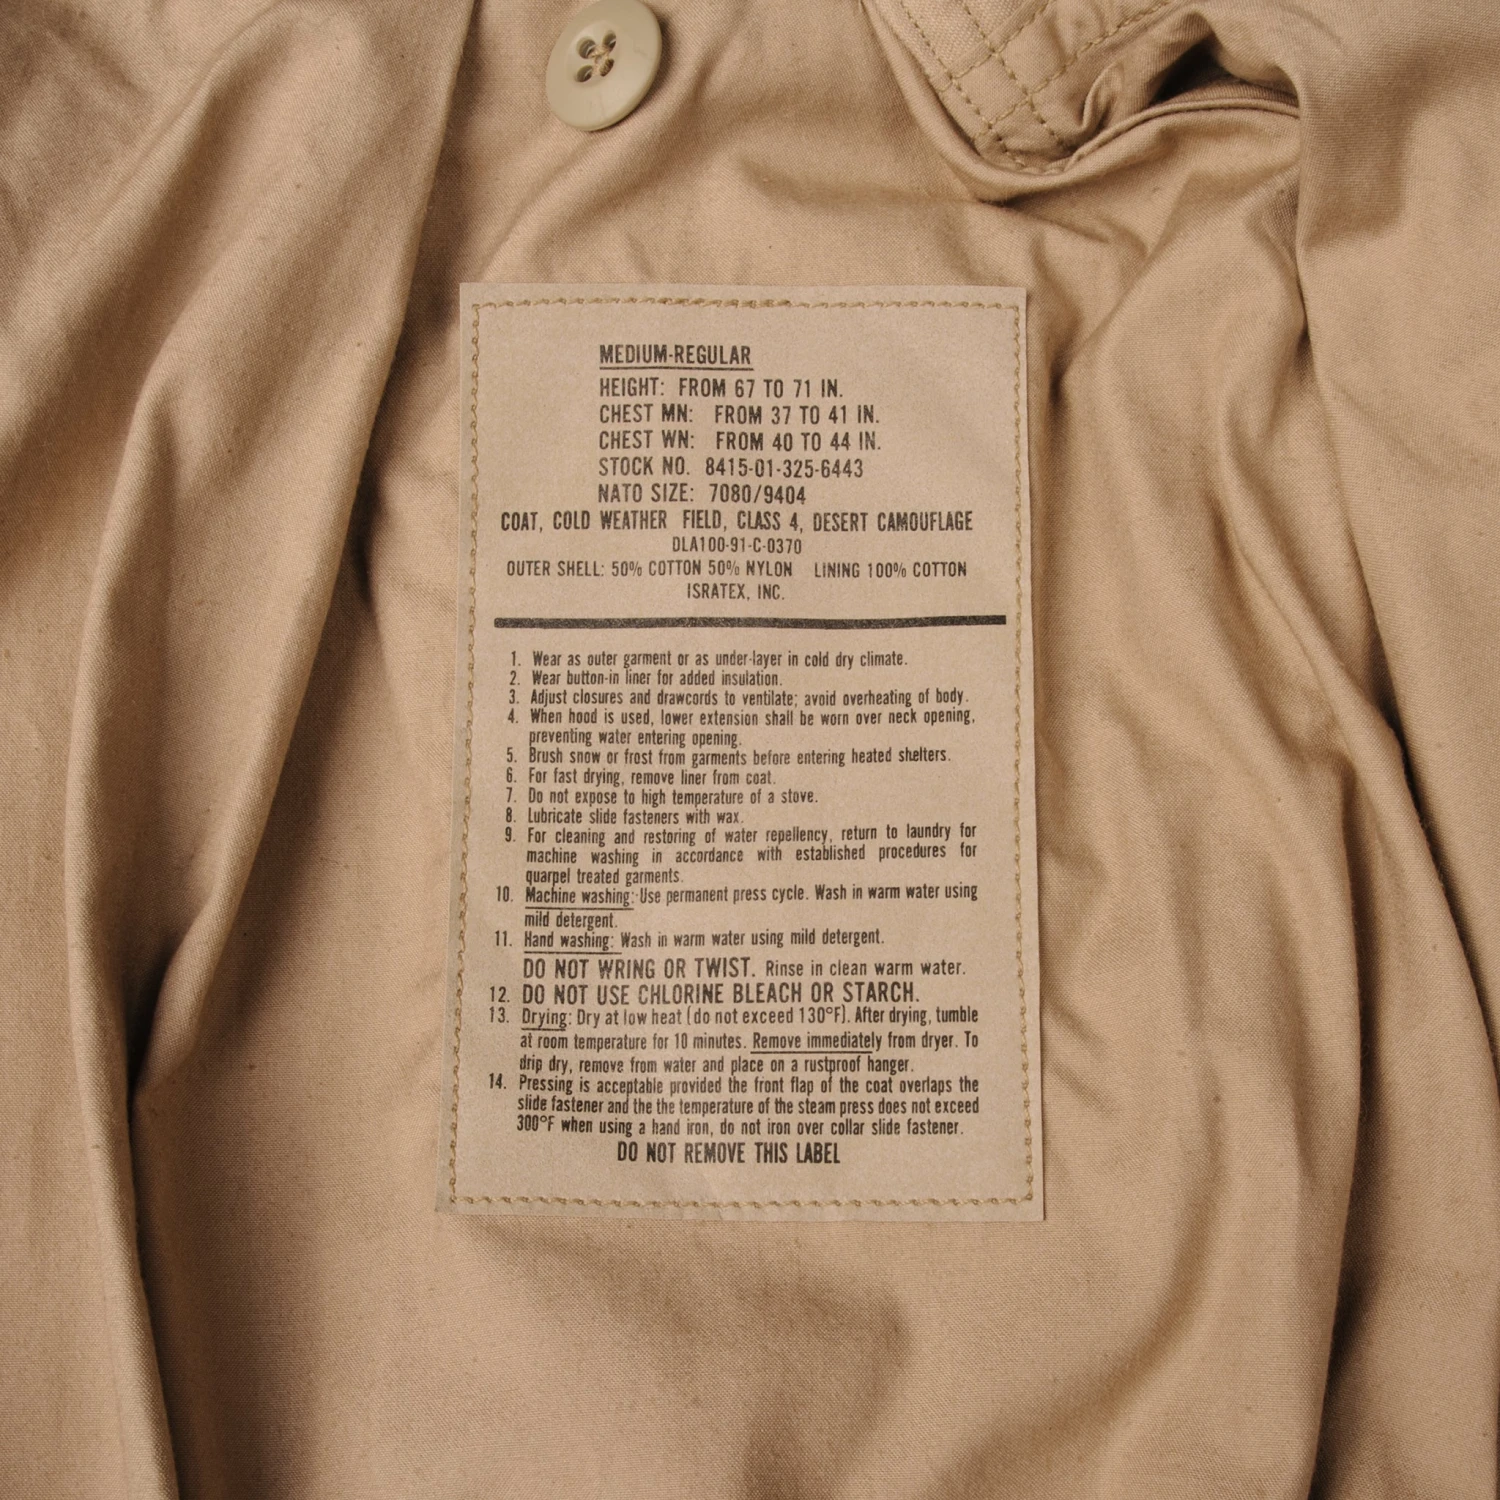 MEDIUM-REGULAR
HEIGHT: FROM 67 TO 71 IN.
CHEST MN: FROM 37 TO 41 IN.
CHEST WN: FROM 40 TO 44 IN.
STOCK NO. 8415-01-325-6443
NATO SIZE: 7080/9404
COAT, COLD WEATHER FIELD, CLASS 4, DESERT CAMOUFLAGE
DLA100-91-C-0370
OUTER SHELL: 50% COTTON 50% NYLON LINING 100% COTTON
ISRATEX, INC.
1. Wear as outer garment or as under-layer in cold dry climate.
2. Wear button-in liner for added insulation.
3. Adjust closures and drawcords to ventilate; avoid overheating of body.
4. When hood is used, lower extension shall be worn over neck opening,
preventing water entering opening.
5. Brush snow or frost from garments before entering heated shelters.
6. For fast drying, remove liner from coat.
7. Do not expose to high temperature of a stove.
8. Lubricate slide fasteners with wax.
9. For cleaning and restoring of water repellency, return to laundry for
machine washing in accordance with established procedures for
quarpel treated garments.
10. Machine washing: Use permanent press cycle. Wash in warm water using
mild detergent.
11. Hand washing: Wash in warm water using mild detergent.
DO NOT WRING OR TWIST. Rinse in clean warm water.
12. DO NOT USE CHLORINE BLEACH OR STARCH.
13. Drying: Dry at low heat (do not exceed 130°F). After drying, tumble
at room temperature for 10 minutes. Remove immediately from dryer. To
drip dry, remove from water and place on a rustproof hanger.
14. Pressing is acceptable provided the front flap of the coat overlaps the
slide fastener and the the temperature of the steam press does not exceed
300°F when using a hand iron, do not iron over collar slide fastener.
DO NOT REMOVE THIS LABEL